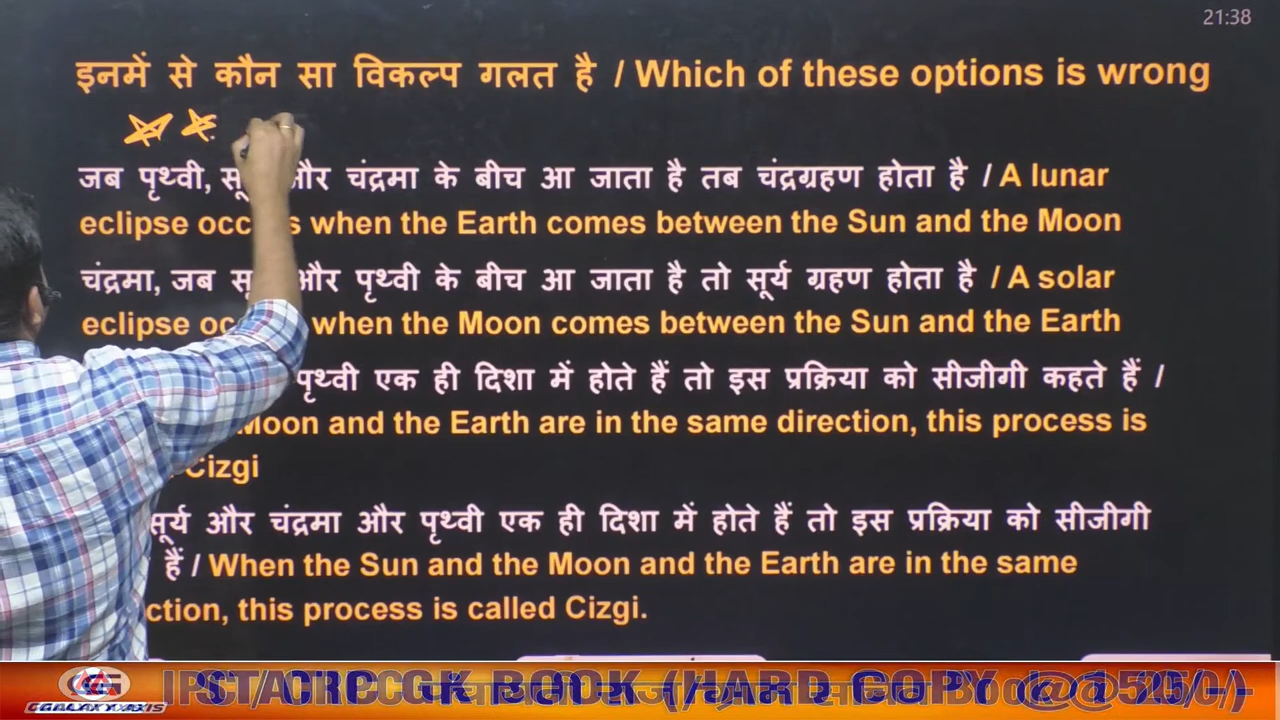 21:38
इनमें से कौन सा विकल्प गलत है / Which of these options is wrong
जब पृथ्वी, और चंद्रमा के बीच आ जाता है तब चंद्रग्रहण होता है / A lunar
eclipse when the Earth comes between the Sun and the Moon
चंद्रमा, जब और पृथ्वी के बीच आ जाता है तो सूर्य ग्रहण होता है / A solar
eclipse when the Moon comes between the Sun and the Earth
पृथ्वी एक ही दिशा में होते हैं तो इस प्रक्रिया को सीजीगी कहते हैं /
Moon and the Earth are in the same direction, this process is
Cizgi
सूर्य और चंद्रमा और पृथ्वी एक ही दिशा में होते हैं तो इस प्रक्रिया को सीजीगी
हैं / When the Sun and the Moon and the Earth are in the same
ction, this process is called Cizgi.
BOOK (HARD COPY